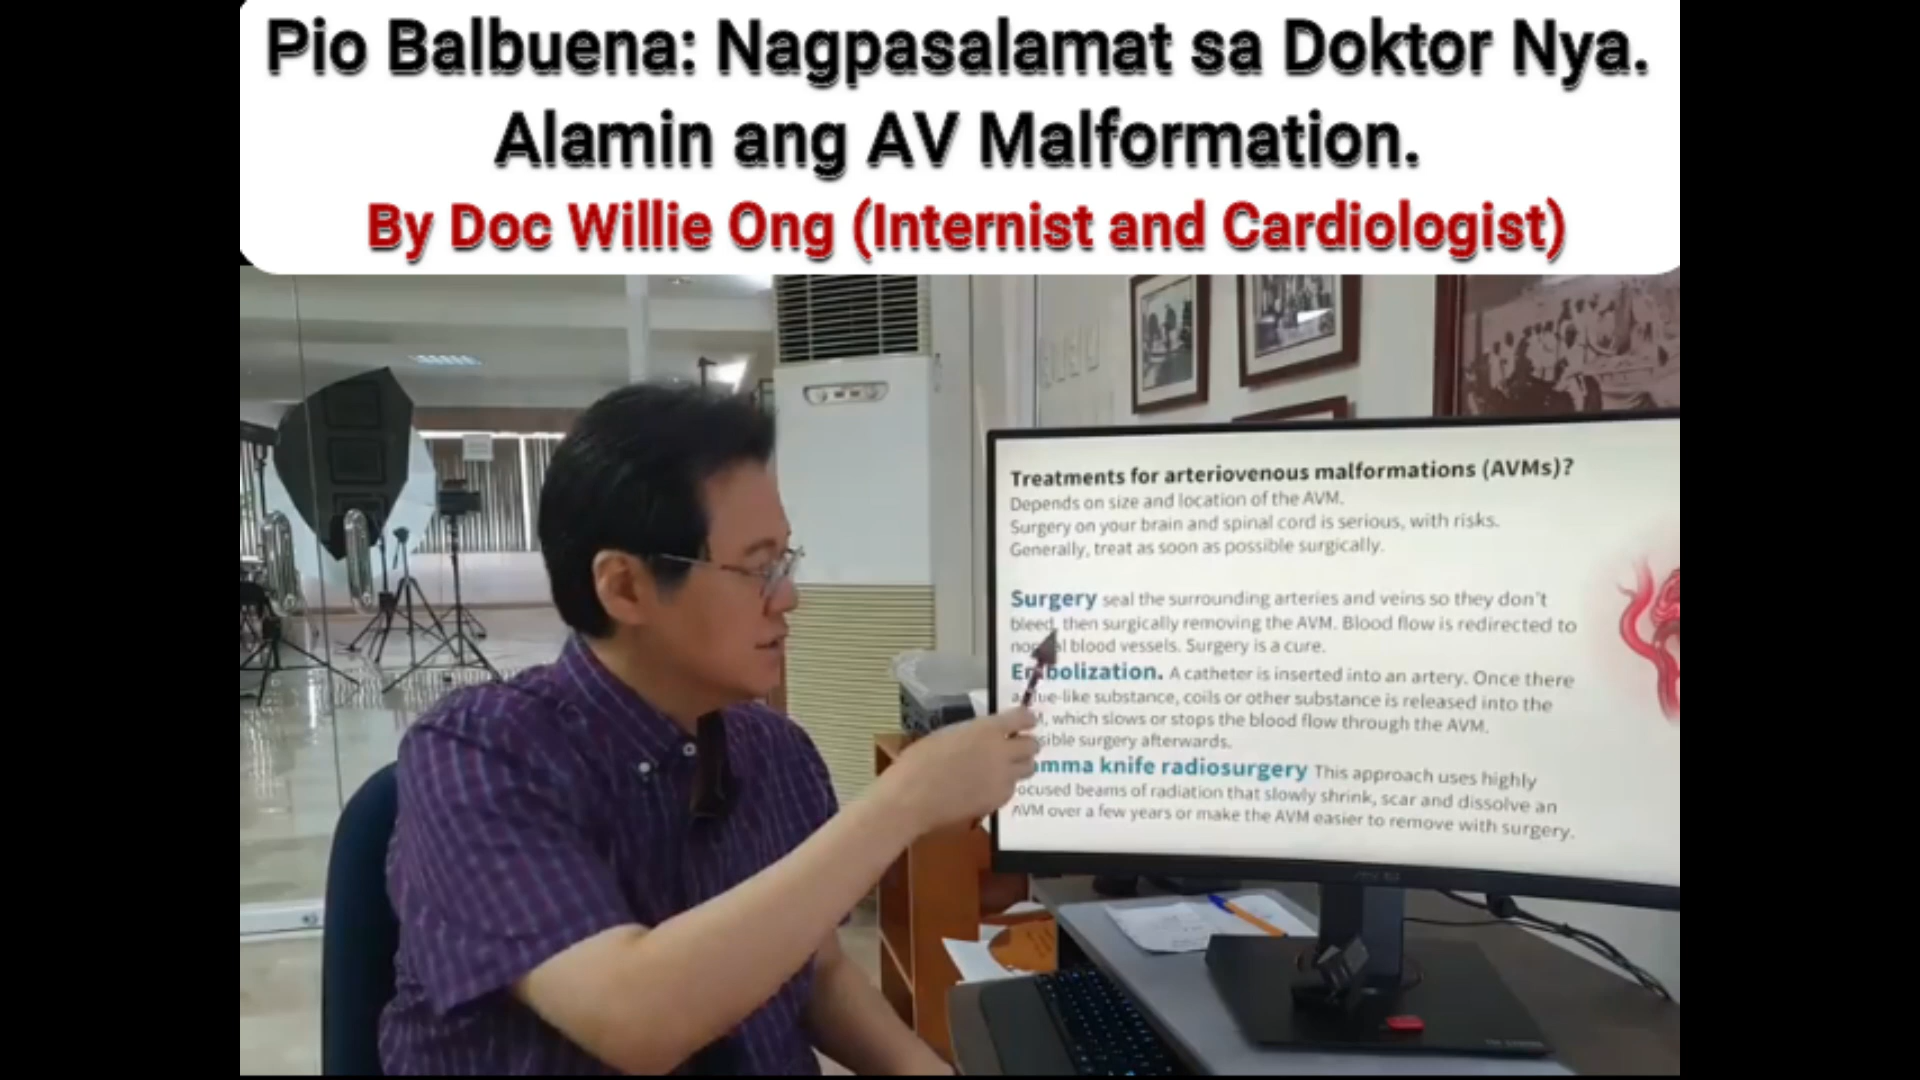 Pio Balbuena: Nagpasalamat sa Doktor Nya.
Alamin ang AV Malformation.
By Doc Willie Ong (Internist and Cardiologist)
Treatments for arteriovenous malformations (AVMs)?
Depends on size and location of the AVM.
Surgery on your brain and spinal cord is serious, with risks.
Generally, treat as soon as possible surgically.
Surgery seal the surrounding arteries and veins so they don't
bleed, then surgically removing the AVM. Blood flow is redirected to
blood vessels. Surgery is a cure.
A catheter is inserted into an artery. Once there
substance, coils or other substance is released into the
which slows or stops the blood flow through the AVM.
surgery afterwards.
knife radiosurgery This approach uses highly
beams of radiation that slowly shrink, scar and dissolve an
AVM over a few years or make the AVM easier to remove with surgery.